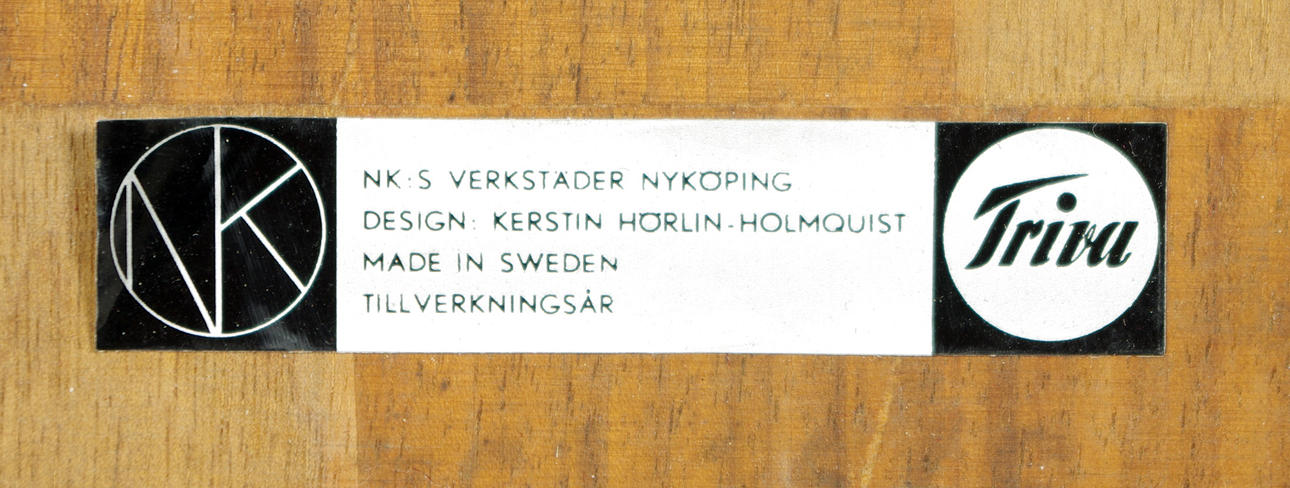 NK
NK:S VERKSTÄDER NYKÖPING
DESIGN: KERSTIN HÖRLIN-HOLMQUIST
MADE IN SWEDEN
TILLVERKNINGSÅR
Triva